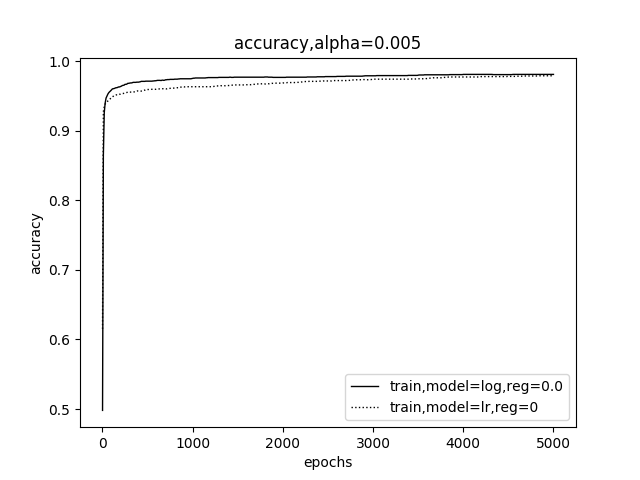 accuracy,alpha=0.005
1.0
0.9
0.8
0.7
0.6
0.5
accuracy
train,model=log,reg=0.0
train,model=lr,reg=0
0 1000 2000 3000 4000 5000
epochs